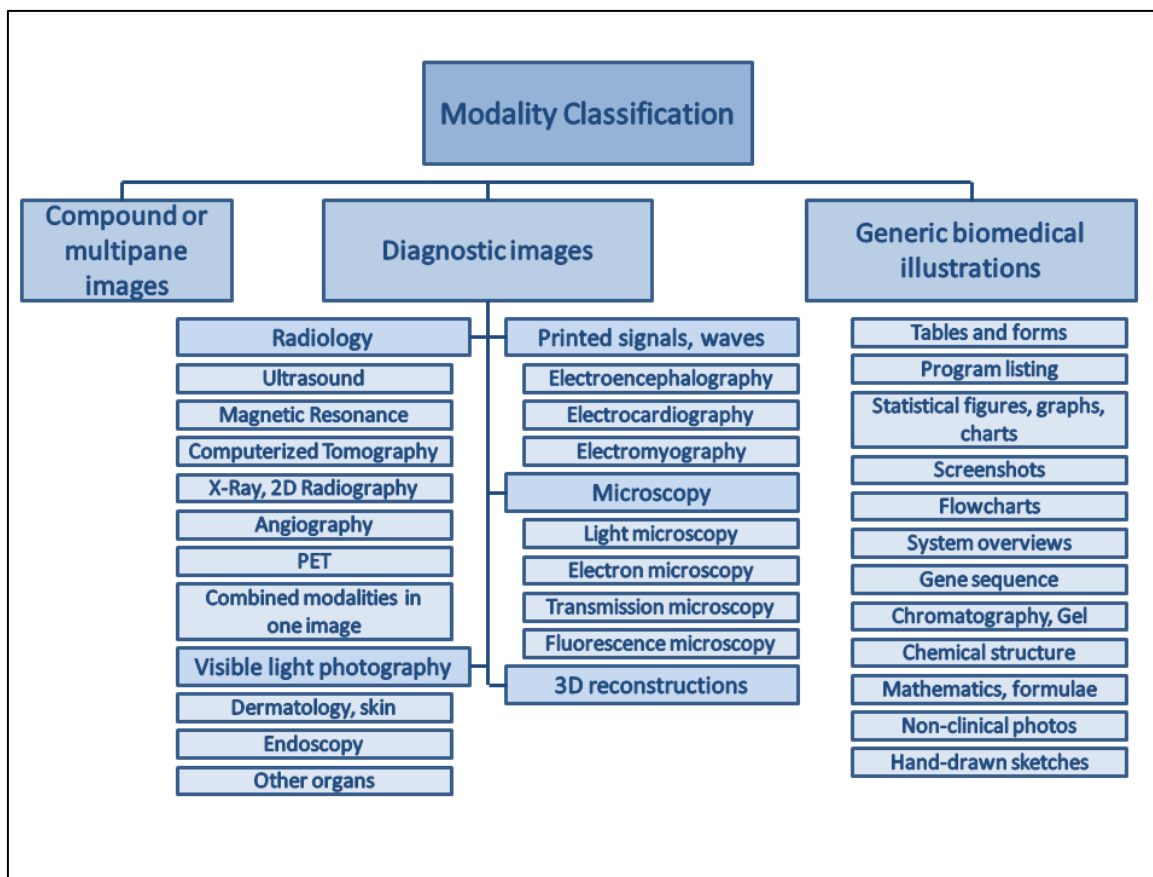 Modality Classification
Compound or
multipane
images
Diagnostic images
Generic biomedical
illustrations
Radiology
Ultrasound
Magnetic Resonance
Computerized Tomography
X-Ray, 2D Radiography
Angiography
PET
Combined modalities in
one image
Visible light photography
Dermatology, skin
Endoscopy
Other organs
Printed signals, waves
Electroencephalography
Electrocardiography
Electromyography
Microscopy
Light microscopy
Electron microscopy
Transmission microscopy
Fluorescence microscopy
3D reconstructions
Tables and forms
Program listing
Statistical figures, graphs,
charts
Screenshots
Flowcharts
System overviews
Gene sequence
Chromatography, Gel
Chemical structure
Mathematics, formulae
Non-clinical photos
Hand-drawn sketches